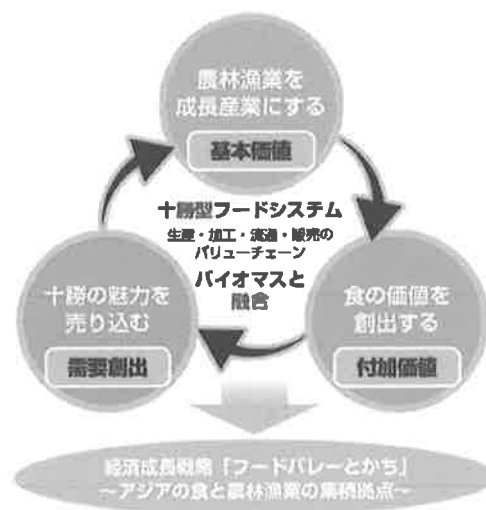 農林漁業を
成長産業にする
基本価値
十勝型フードシステム
生産・加工・流通・販売の
バリューチェーン
バイオマスと
融合
十勝の魅力を
売り込む
需要創出
食の価値を
創出する
付加価値
経済成長戦略「フードバレーとかち」
～アジアの食と農林漁業の集積拠点～